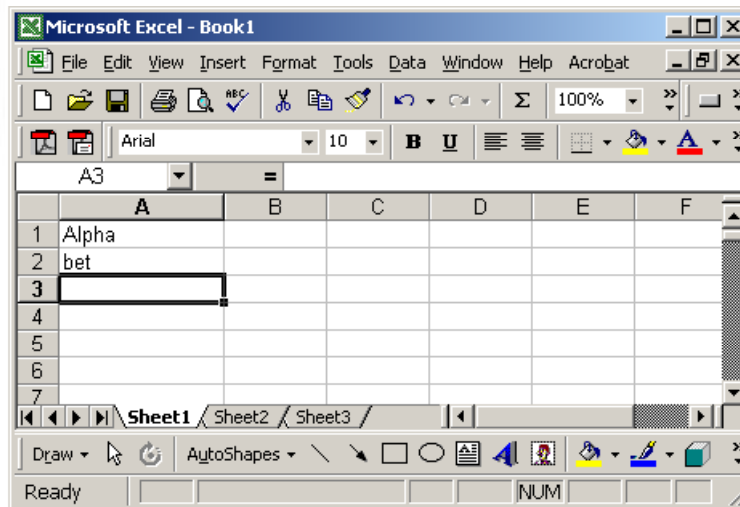 Microsoft Excel - Book1
File Edit View Insert Format Tools Data Window Help Acrobat
ABC Σ 100% »
Arial 10 B U A
A3 =
A B C D E F
1 Alpha
2 bet
3
4
5
6
7
Sheet1 Sheet2 Sheet3
Draw AutoShapes A »
Ready NUM